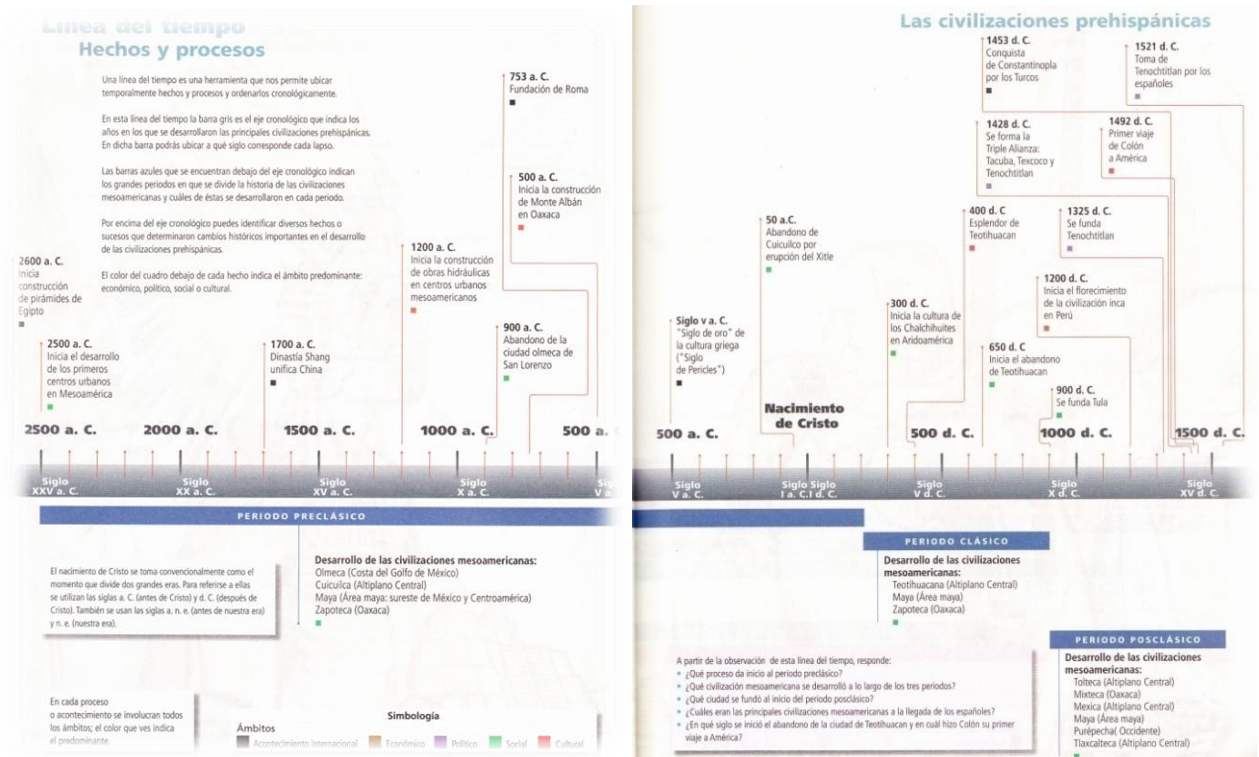 Línea del tiempo
Hechos y procesos
Una línea del tiempo es una herramienta que nos permite ubicar
temporalmente hechos y procesos y ordenarlos cronológicamente.
En esta línea del tiempo la barra gris es el eje cronológico que indica los
años en los que se desarrollaron las principales civilizaciones prehispánicas.
En dicha barra podrás ubicar a qué siglo corresponde cada lapso.
Las barras azules que se encuentran debajo del eje cronológico indican
los grandes periodos en que se divide la historia de las civilizaciones
mesoamericanas y cuáles de éstas se desarrollaron en cada periodo.
Por encima del eje cronológico puedes identificar diversos hechos o
sucesos que determinaron cambios históricos importantes en el desarrollo
de las civilizaciones prehispánicas.
El color del cuadro debajo de cada hecho indica el ámbito predominante:
económico, político, social o cultural.
2600 a. C.
Inicia
construcción
de pirámides de
Egipto
2500 a. C.
Inicia el desarrollo
de los primeros
centros urbanos
en Mesoamérica
1700 a. C.
Dinastía Shang
unifica China
1200 a. C.
Inicia la construcción
de obras hidráulicas
en centros urbanos
mesoamericanos
900 a. C.
Abandono de la
ciudad olmeca de
San Lorenzo
753 a. C.
Fundación de Roma
500 a. C.
Inicia la construcción
de Monte Albán
en Oaxaca
2500 a. C. 2000 a. C. 1500 a. C. 1000 a. C. 500 a. C
Siglo Siglo Siglo Siglo Sig
XXV a. C. XX a. C. XV a. C. X a. C. V a
PERIODO PRECLÁSICO
El nacimiento de Cristo se toma convencionalmente como el
momento que divide dos grandes eras. Para referirse a ellas
se utilizan las siglas a. C. (antes de Cristo) y d. C. (después de
Cristo). También se usan las siglas a. n. e. (antes de nuestra era)
y n. e. (nuestra era).
Desarrollo de las civilizaciones mesoamericanas:
Olmeca (Costa del Golfo de México)
Cuicuilca (Altiplano Central)
Maya (Área maya: sureste de México y Centroamérica)
Zapoteca (Oaxaca)
En cada proceso
o acontecimiento se involucran todos
los ámbitos; el color que ves indica
el predominante.
Simbología
Ámbitos
Acontecimiento internacional Económico Político Social Cultural
Las civilizaciones prehispánicas
1453 d. C.
Conquista
de Constantinopla
por los Turcos
1521 d. C.
Toma de
Tenochtitlan por los
españoles
1428 d. C.
Se forma la
Triple Alianza:
Tacuba, Texcoco y
Tenochtitlan
1492 d. C.
Primer viaje
de Colón
a América
50 a.C.
Abandono de
Cuicuilco por
erupción del Xitle
400 d. C
Esplendor de
Teotihuacan
1325 d. C.
Se funda
Tenochtitlan
1200 d. C.
Inicia el florecimiento
de la civilización inca
en Perú
300 d. C.
Inicia la cultura de
los Chalchihuites
en Aridoamérica
Siglo V a. C.
"Siglo de oro" de
la cultura griega
("Siglo
de Pericles")
650 d. C
Inicia el abandono
de Teotihuacan
900 d. C.
Se funda Tula
Nacimiento
de Cristo
500 a. C. 500 d. C. 1000 d. C. 1500 d. C.
Siglo Siglo Siglo Siglo Siglo Siglo
V a. C. I a. C. I d. C. V d. C. X d. C. XV d. C.
PERIODO CLÁSICO
Desarrollo de las civilizaciones
mesoamericanas:
Teotihuacana (Altiplano Central)
Maya (Área maya)
Zapoteca (Oaxaca)
PERIODO POSCLÁSICO
Desarrollo de las civilizaciones
mesoamericanas:
Tolteca (Altiplano Central)
Mixteca (Oaxaca)
Mexica (Altiplano Central)
Maya (Área maya)
Purépecha( Occidente)
Tlaxcalteca (Altiplano Central)
A partir de la observación de esta línea del tiempo, responde:
• ¿Qué proceso da inicio al periodo preclásico?
• ¿Qué civilización mesoamericana se desarrolló a lo largo de los tres periodos?
• ¿Qué ciudad se fundó al inicio del periodo posclásico?
• ¿Cuáles eran las principales civilizaciones mesoamericanas a la llegada de los españoles?
• ¿En qué siglo se inició el abandono de la ciudad de Teotihuacan y en cuál hizo Colón su primer
viaje a América?